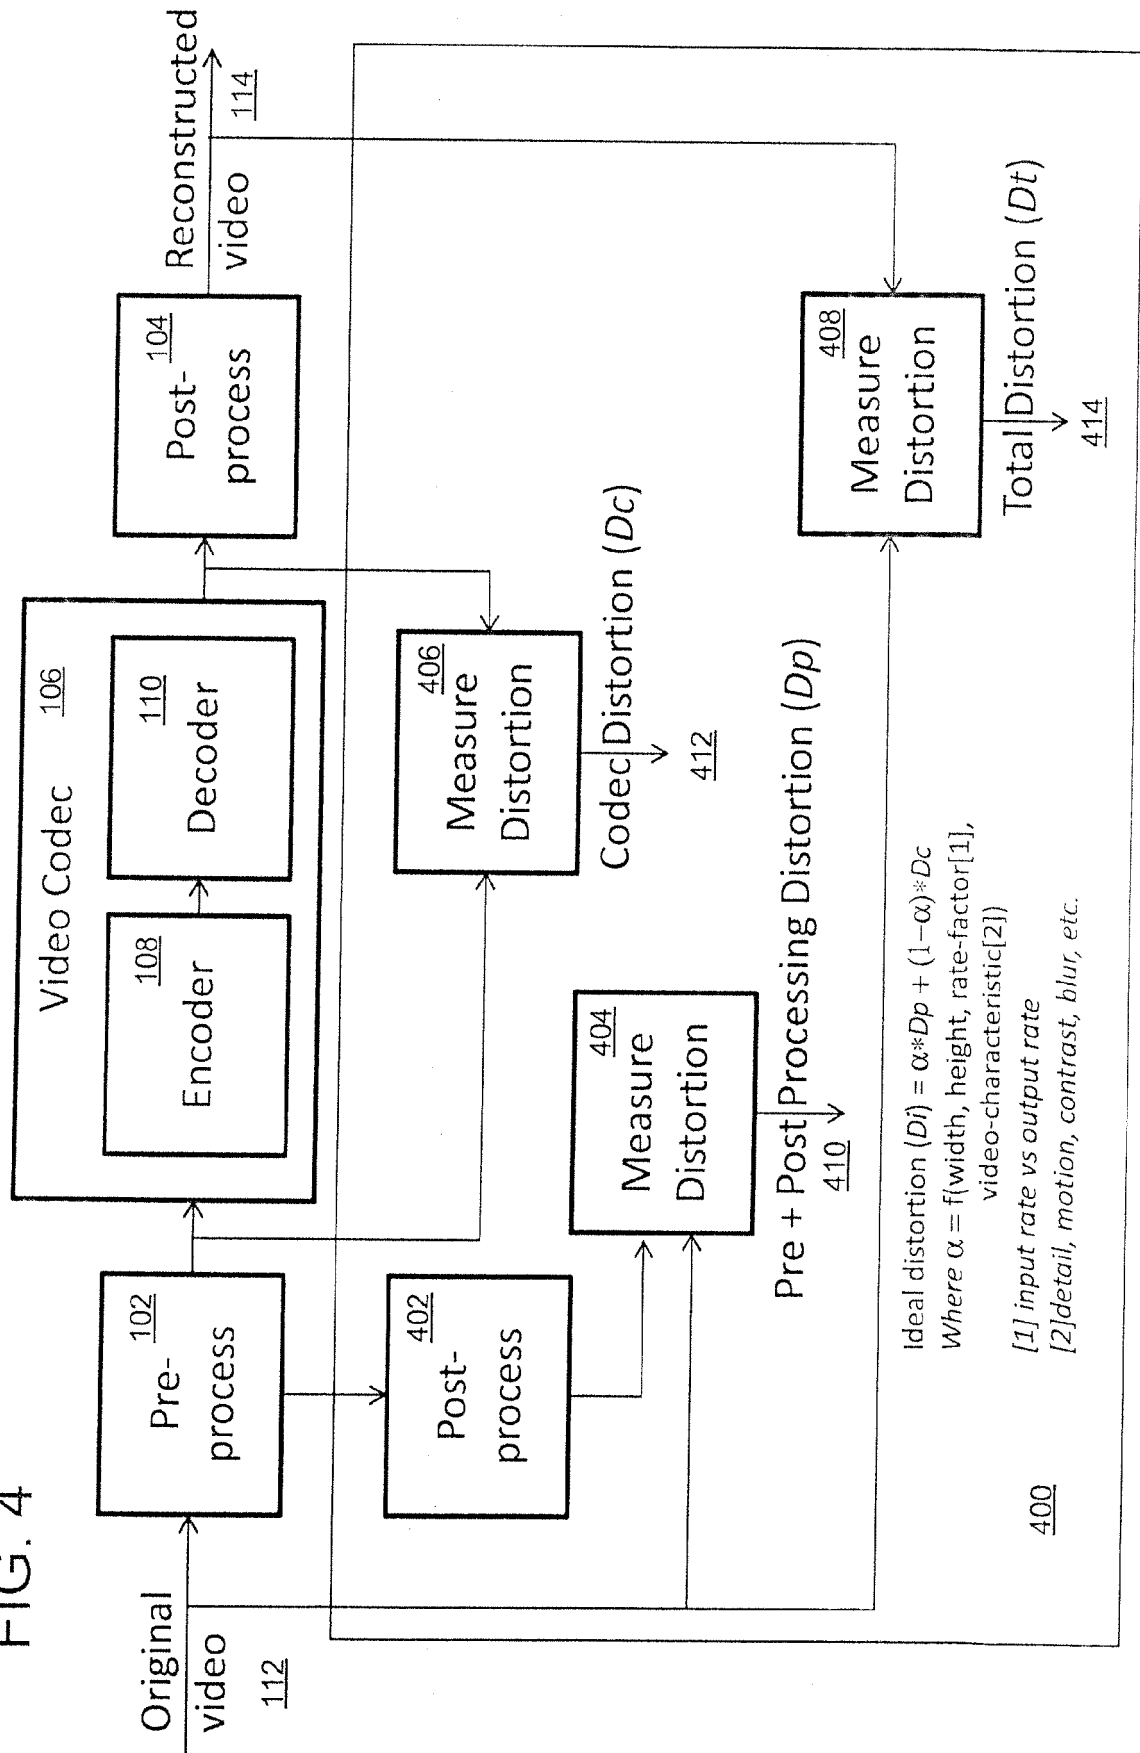 FIG. 4
Original
video
112
Pre-
process
102
Video Codec
106
Encoder
108
Decoder
110
Post-
process
104
Reconstructed
video
114
Post-
process
402
Measure
Distortion
404
Pre + Post Processing Distortion (Dp)
410
Measure
Distortion
406
Codec Distortion (Dc)
412
Measure
Distortion
408
Total Distortion (Dt)
414
Ideal distortion (Di) = α*Dp + (1−α)*Dc
Where α = f(width, height, rate-factor[1],
video-characteristic[2])
[1] input rate vs output rate
[2]detail, motion, contrast, blur, etc.
400